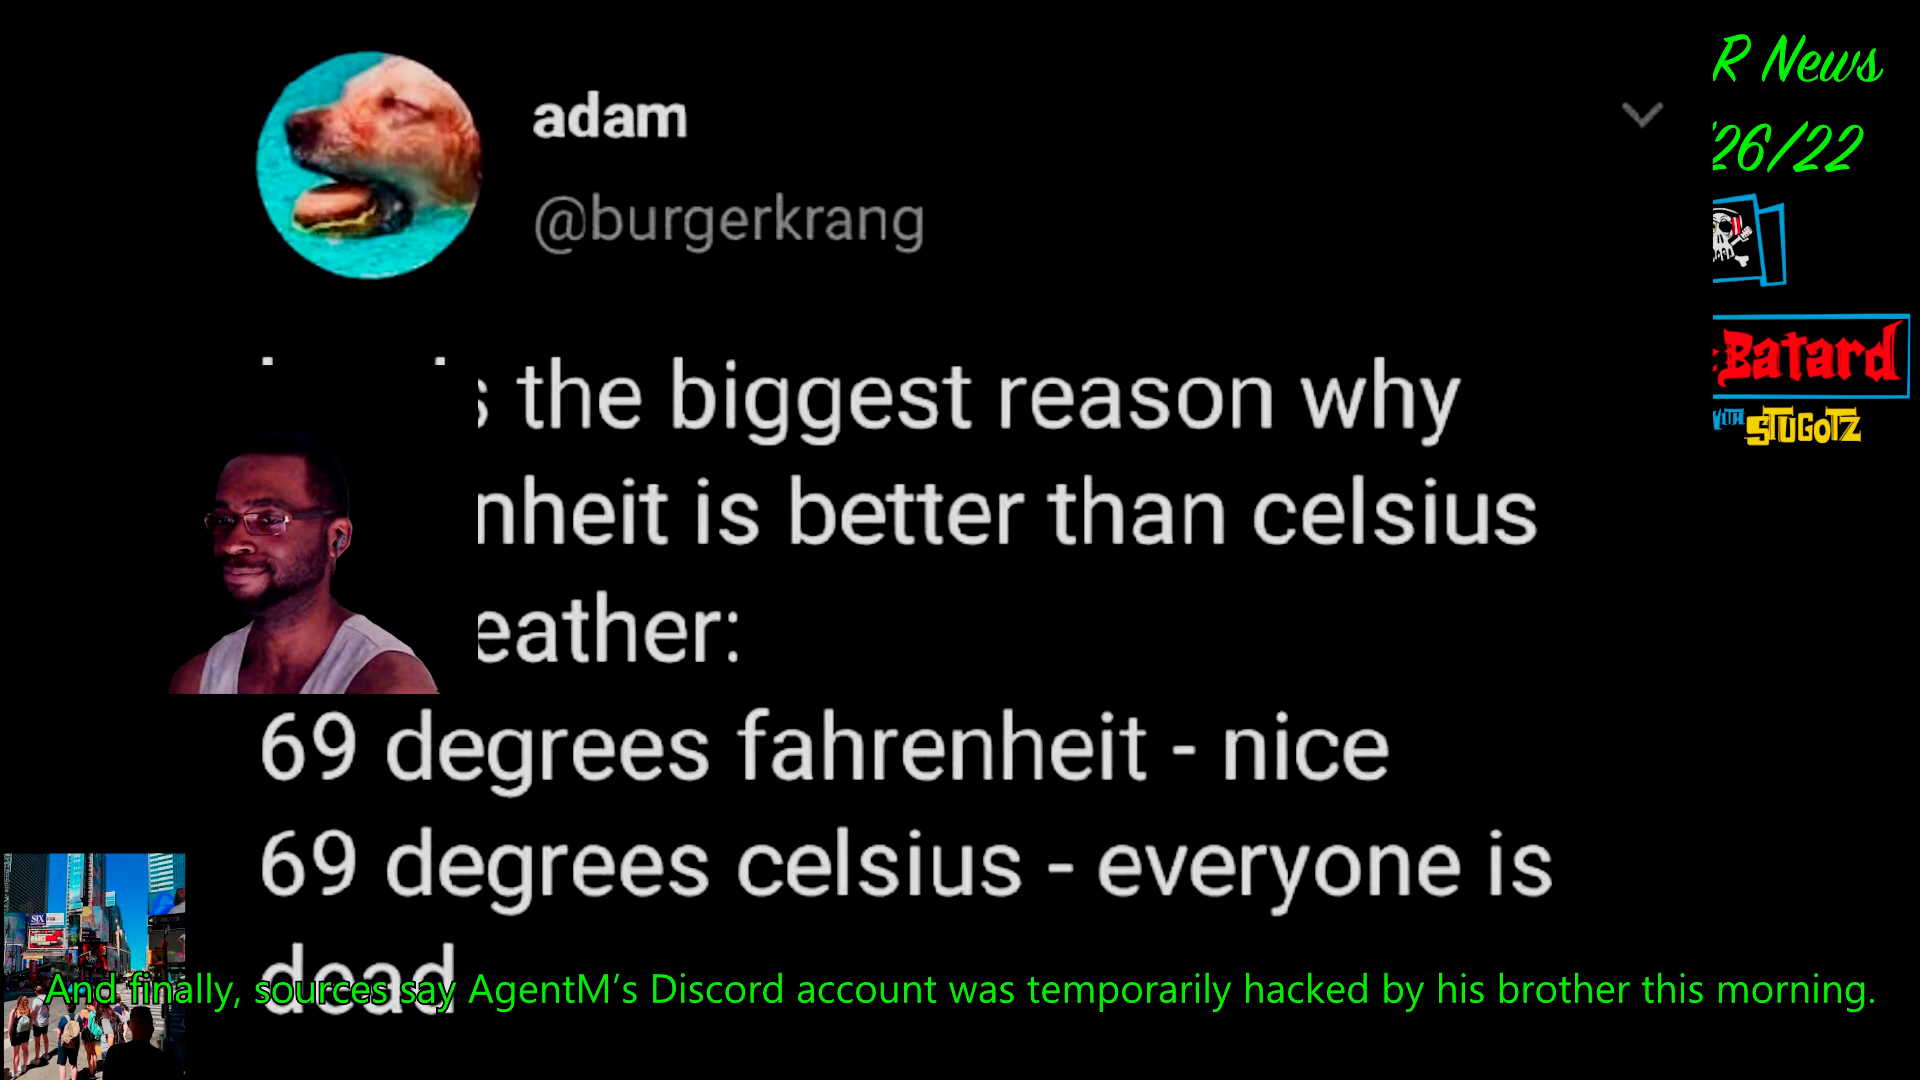 adam
@burgerkrang
the biggest reason why
nheit is better than celsius
eather:
69 degrees fahrenheit - nice
69 degrees celsius - everyone is
dead
And finally, sources say AgentM’s Discord account was temporarily hacked by his brother this morning.
R News
26/22
Batard
WITH STUGOTZ
SIX